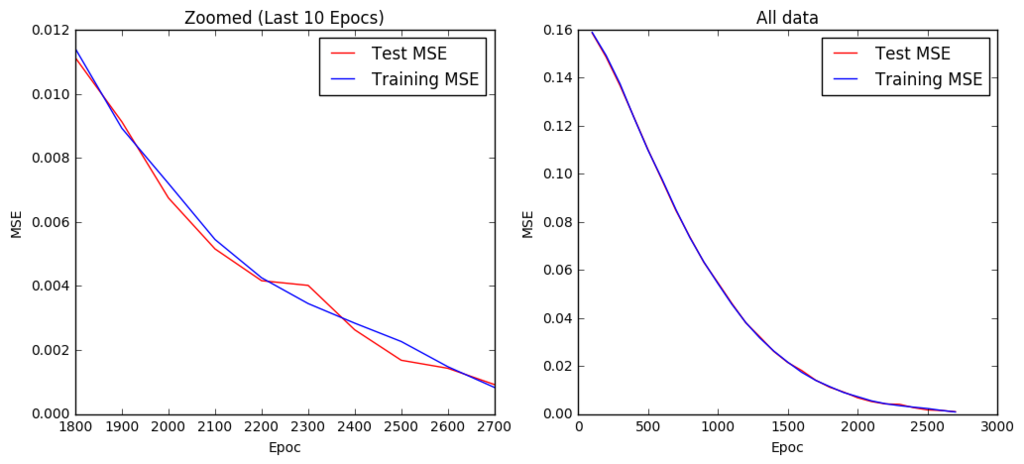 Zoomed (Last 10 Epocs)
0.012
0.010
0.008
0.006
0.004
0.002
0.000
MSE
Test MSE
Training MSE
1800 1900 2000 2100 2200 2300 2400 2500 2600 2700
Epoc
All data
0.16
0.14
0.12
0.10
0.08
0.06
0.04
0.02
0.00
MSE
Test MSE
Training MSE
0 500 1000 1500 2000 2500 3000
Epoc